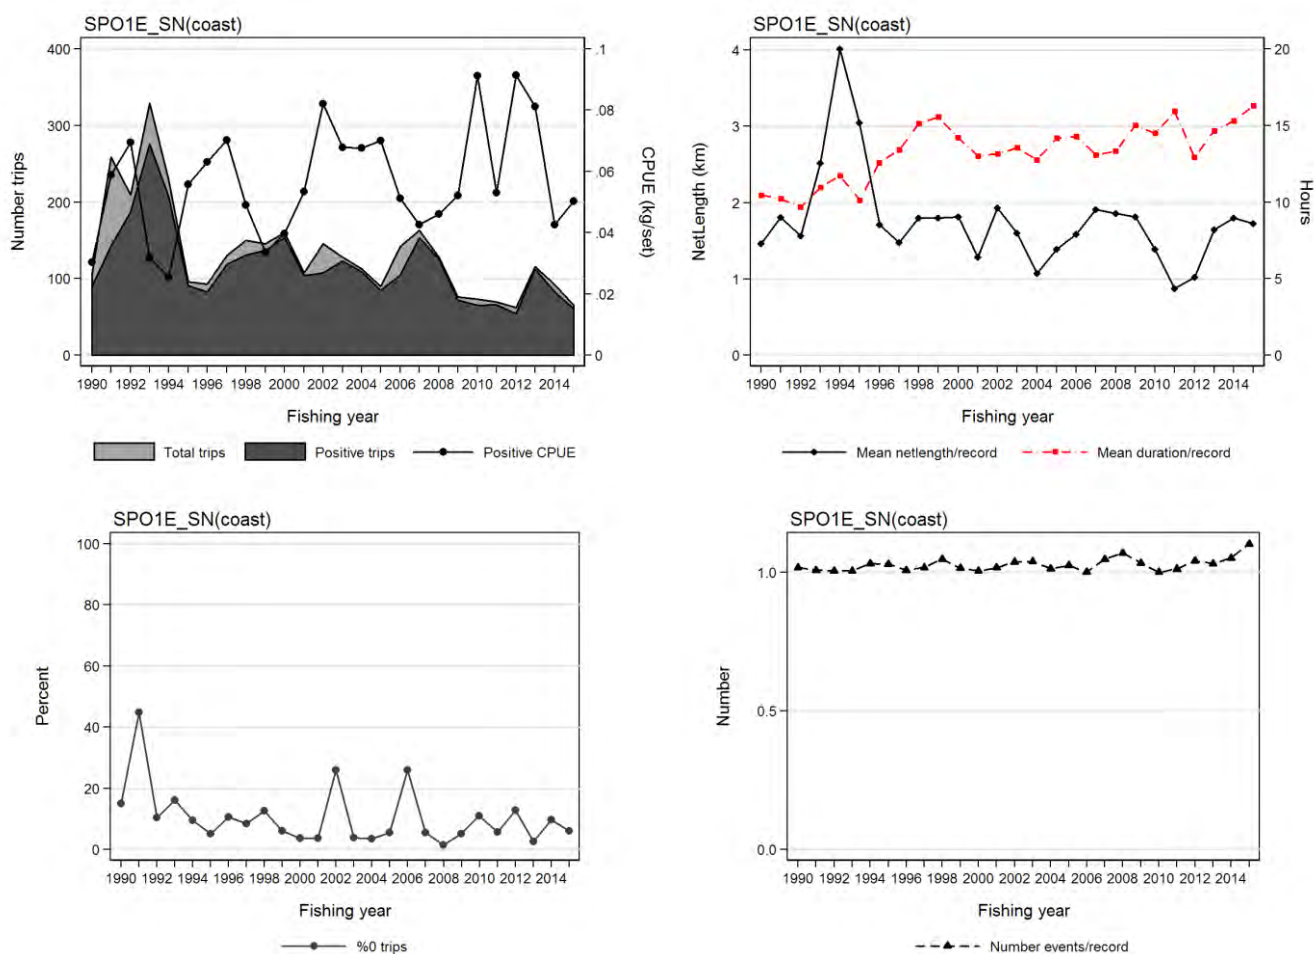 SPO1E_SN(coast)
400
300
200
100
0
Number trips
.1
.08
.06
.04
.02
0
CPUE (kg/set)
1990 1992 1994 1996 1998 2000 2002 2004 2006 2008 2010 2012 2014
Fishing year
Total trips Positive trips Positive CPUE
SPO1E_SN(coast)
4
3
2
1
0
NetLength (km)
20
15
10
5
0
Hours
1990 1992 1994 1996 1998 2000 2002 2004 2006 2008 2010 2012 2014
Fishing year
Mean netlength/record Mean duration/record
SPO1E_SN(coast)
100
80
60
40
20
0
Percent
1990 1992 1994 1996 1998 2000 2002 2004 2006 2008 2010 2012 2014
Fishing year
%0 trips
SPO1E_SN(coast)
1.0
0.5
0.0
Number
1990 1992 1994 1996 1998 2000 2002 2004 2006 2008 2010 2012 2014
Fishing year
Number events/record